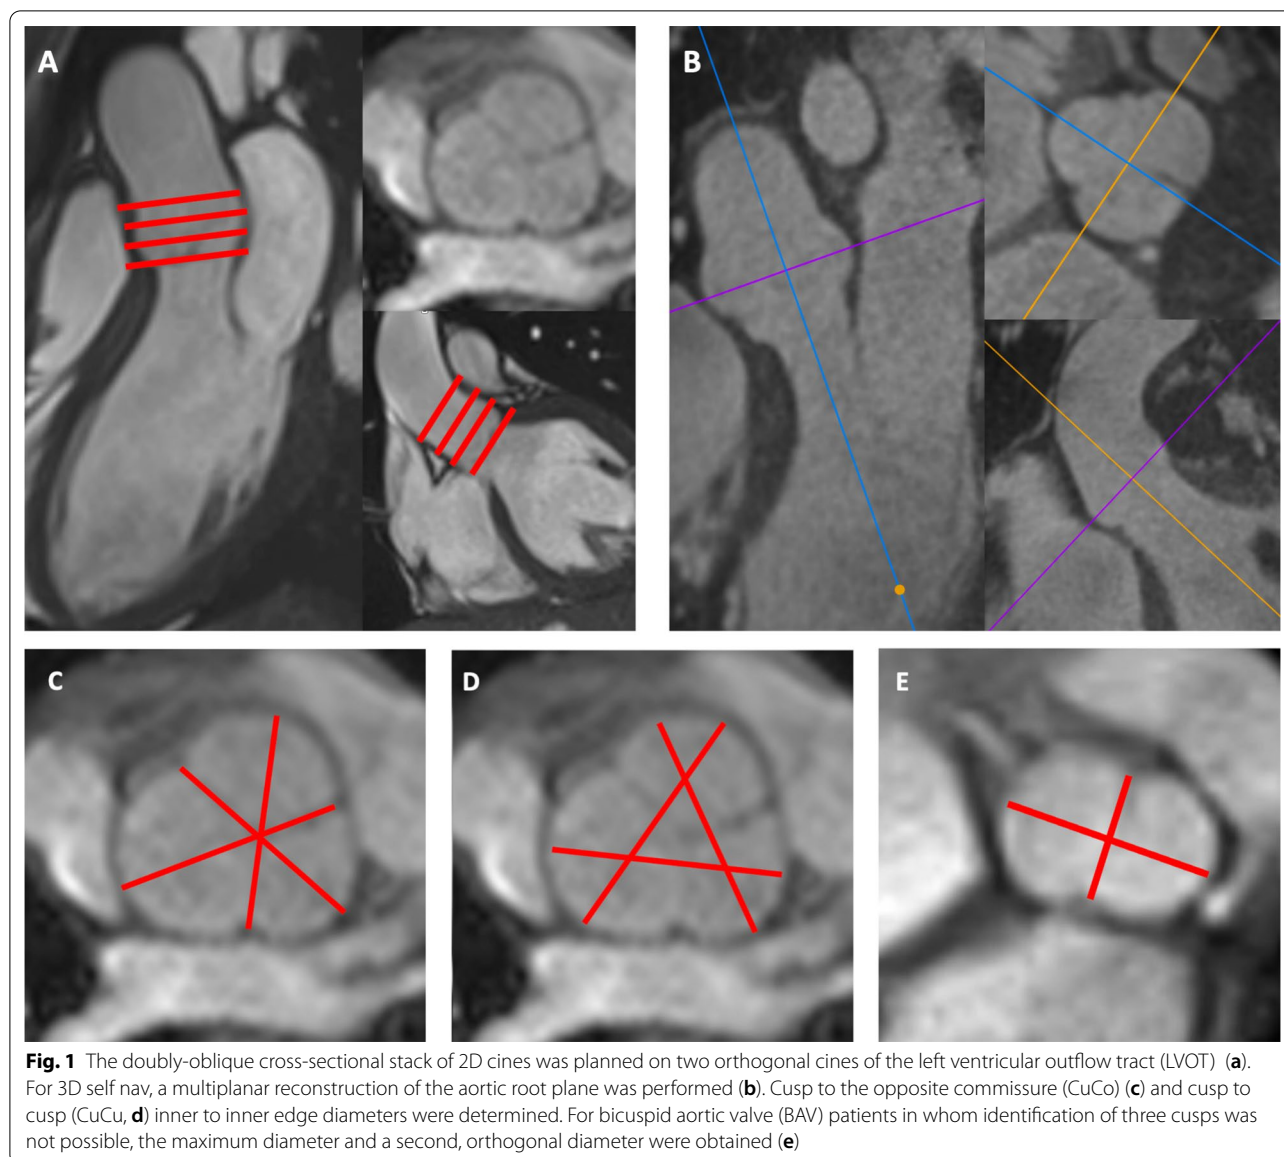 A
B
C
D
E
Fig. 1 The doubly-oblique cross-sectional stack of 2D cines was planned on two orthogonal cines of the left ventricular outflow tract (LVOT) (a).
For 3D self nav, a multiplanar reconstruction of the aortic root plane was performed (b). Cusp to the opposite commissure (CuCo) (c) and cusp to
cusp (CuCu, d) inner to inner edge diameters were determined. For bicuspid aortic valve (BAV) patients in whom identification of three cusps was
not possible, the maximum diameter and a second, orthogonal diameter were obtained (e)